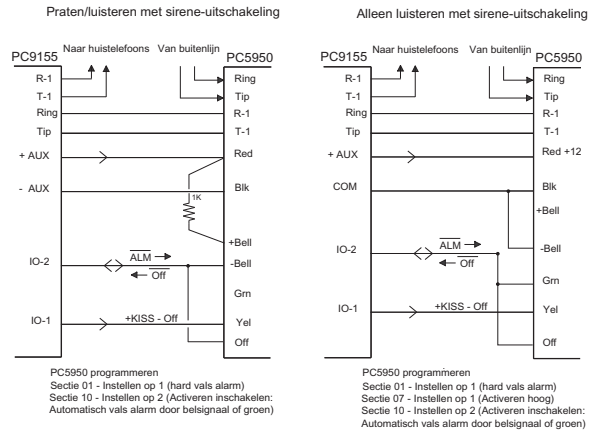 Praten/luisteren met sirene-uitschakeling
Naar huistelefoons Van buitenlijn
PC9155 PC5950
R-1 Ring
T-1 Tip
Ring R-1
Tip T-1
+ AUX Red
- AUX Blk
1K
+Bell
IO-2 ALM -Bell
Off
Grn
IO-1 +KISS - Off Yel
Off
PC5950 programmeren
Sectie 01 - Instellen op 1 (hard vals alarm)
Sectie 10 - Instellen op 2 (Activeren inschakelen:
Automatisch vals alarm door belsignaal of groen)
Alleen luisteren met sirene-uitschakeling
Naar huistelefoons Van buitenlijn
PC9155 PC5950
R-1 Ring
T-1 Tip
Ring R-1
Tip T-1
+ AUX Red +12
COM Blk
+Bell
IO-2 ALM -Bell
Off
Grn
IO-1 +KISS - Off Yel
Off
PC5950 programmeren
Sectie 01 - Instellen op 1 (hard vals alarm)
Sectie 07 - Instellen op 1 (Activeren hoog)
Sectie 10 - Instellen op 2 (Activeren inschakelen:
Automatisch vals alarm door belsignaal of groen)